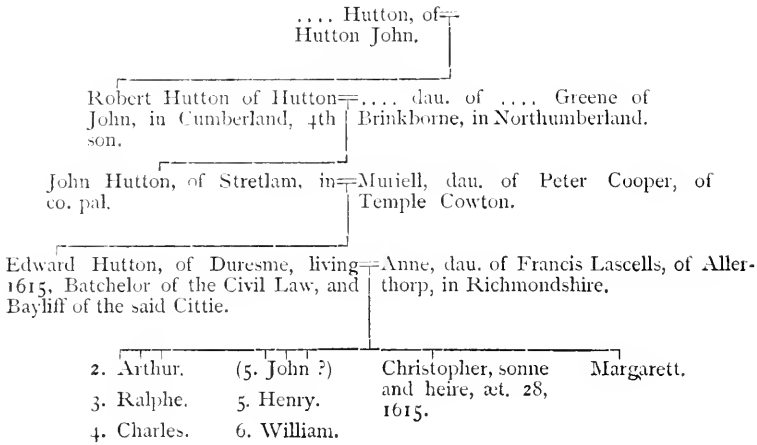 .... Hutton, of
Hutton John.
Robert Hutton of Hutton
John, in Cumberland, 4th
son.
.... dau. of .... Greene of
Brinkborne, in Northumberland.
John Hutton, of Stretlam, in
co. pal.
Muriell, dau. of Peter Cooper, of
Temple Cowton.
Edward Hutton, of Duresme, living
1615, Batchelor of the Civil Law, and
Bayliff of the said Cittie.
Anne, dau. of Francis Lascells, of Aller-
thorp, in Richmondshire.
2. Arthur.
3. Ralphe.
4. Charles.
(5. John ?)
5. Henry.
6. William.
Christopher, sonne
and heire, æt. 28,
1615.
Margarett.